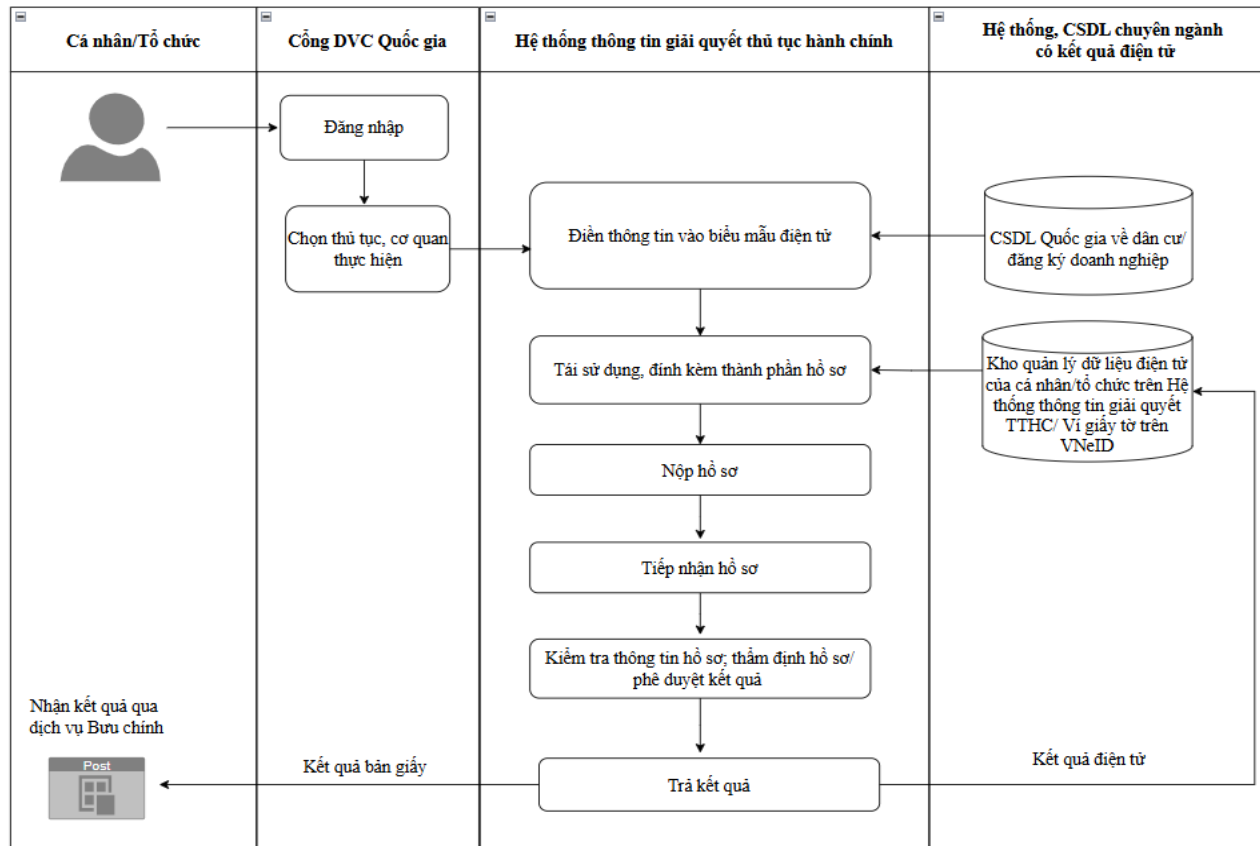 Cá nhân/Tổ chức
Cổng DVC Quốc gia
Hệ thống thông tin giải quyết thủ tục hành chính
Hệ thống, CSDL chuyên ngành
có kết quả điện tử
Đăng nhập
Chọn thủ tục, cơ quan
thực hiện
Điền thông tin vào biểu mẫu điện tử
CSDL Quốc gia về dân cư/
đăng ký doanh nghiệp
Tái sử dụng, đính kèm thành phần hồ sơ
Kho quản lý dữ liệu điện tử
của cá nhân/tổ chức trên Hệ
thống thông tin giải quyết
TTHC/ Ví giấy tờ trên
VNeID
Nộp hồ sơ
Tiếp nhận hồ sơ
Kiểm tra thông tin hồ sơ; thẩm định hồ sơ/
phê duyệt kết quả
Nhận kết quả qua
dịch vụ Bưu chính
Post
Kết quả bản giấy
Trả kết quả
Kết quả điện tử